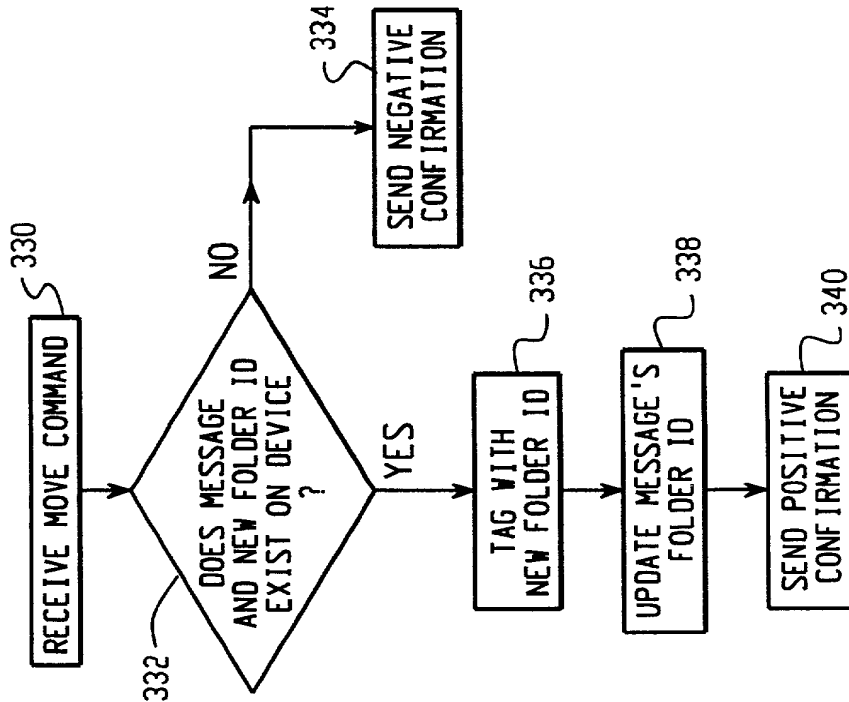 RECEIVE MOVE COMMAND
330
332
DOES MESSAGE
AND NEW FOLDER ID
EXIST ON DEVICE
?
NO
334
SEND NEGATIVE
CONFIRMATION
YES
336
TAG WITH
NEW FOLDER ID
338
UPDATE MESSAGE'S
FOLDER ID
340
SEND POSITIVE
CONFIRMATION